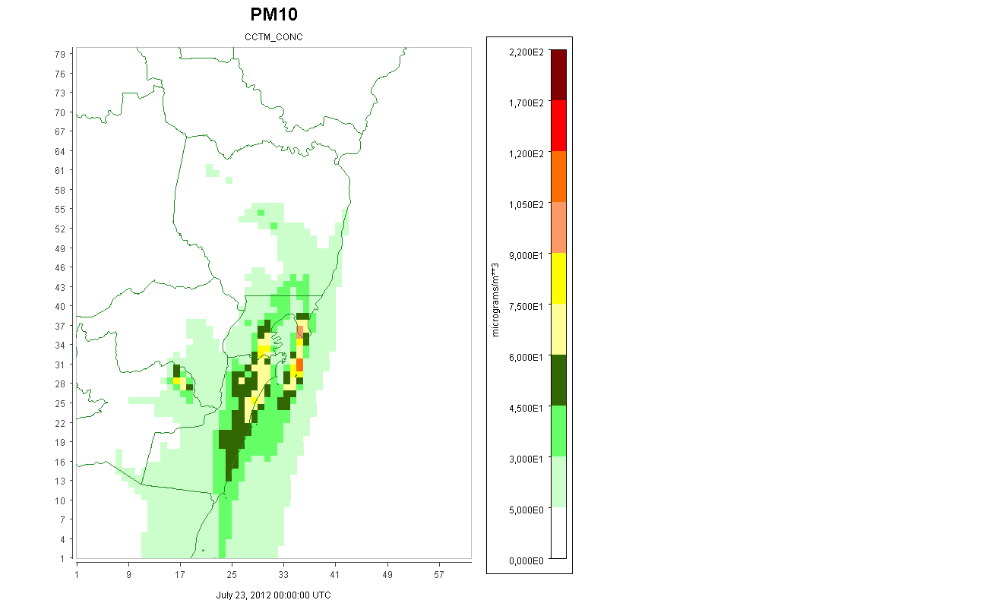 PM10
CCTM_CONC
79
76
73
70
67
64
61
58
55
52
49
46
43
40
37
34
31
28
25
22
19
16
13
10
7
4
1
1 9 17 25 33 41 49 57
July 23, 2012 00:00:00 UTC
2,200E2
1,700E2
1,200E2
1,050E2
9,000E1
7,500E1
6,000E1
4,500E1
3,000E1
5,000E0
0,000E0
micrograms/m**3